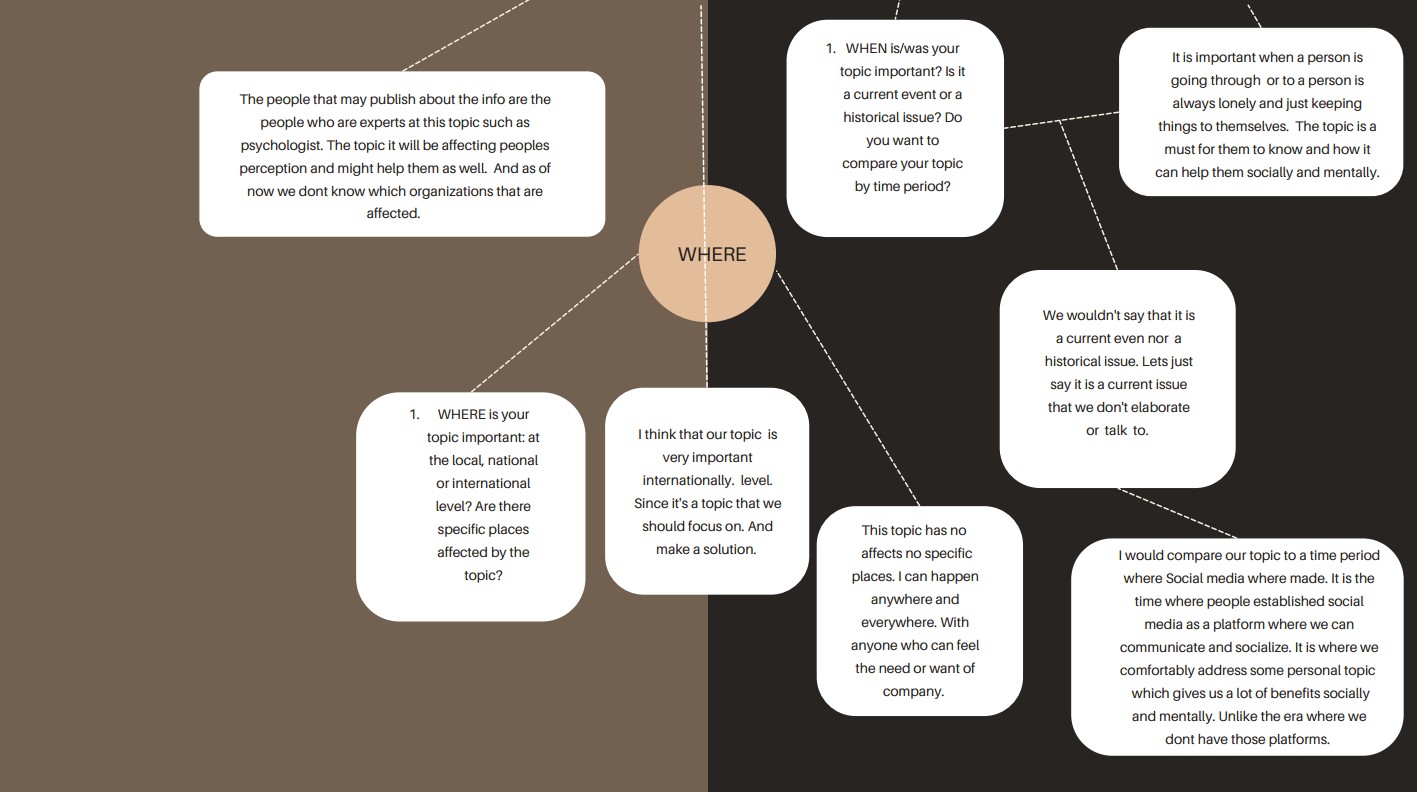 The people that may publish about the info are the
people who are experts at this topic such as
psychologist. The topic it will be affecting peoples
perception and might help them as well.  And as of
now we dont know which organizations that are
affected.
1. WHEN is/was your
topic important? Is it
a current event or a
historical issue? Do
you want to
compare your topic
by time period?
It is important when a person is
going through  or to a person is
always lonely and just keeping
things to themselves.  The topic is a
must for them to know and how it
can help them socially and mentally.
WHERE
We wouldn't say that it is
a current even nor  a
historical issue. Lets just
say it is a current issue
that we don't elaborate
or  talk  to.
1. WHERE is your
topic important: at
the local, national
or international
level? Are there
specific places
affected by the
topic?
I think that our topic  is
very important
internationally.  level.
Since it's a topic that we
should focus on. And
make a solution.
This topic has no
affects no specific
places. I can happen
anywhere and
everywhere. With
anyone who can feel
the need or want of
company.
I would compare our topic to a time period
where Social media where made. It is the
time where people established social
media as a platform where we can
communicate and socialize. It is where we
comfortably address some personal topic
which gives us a lot of benefits socially
and mentally. Unlike the era where we
dont have those platforms.